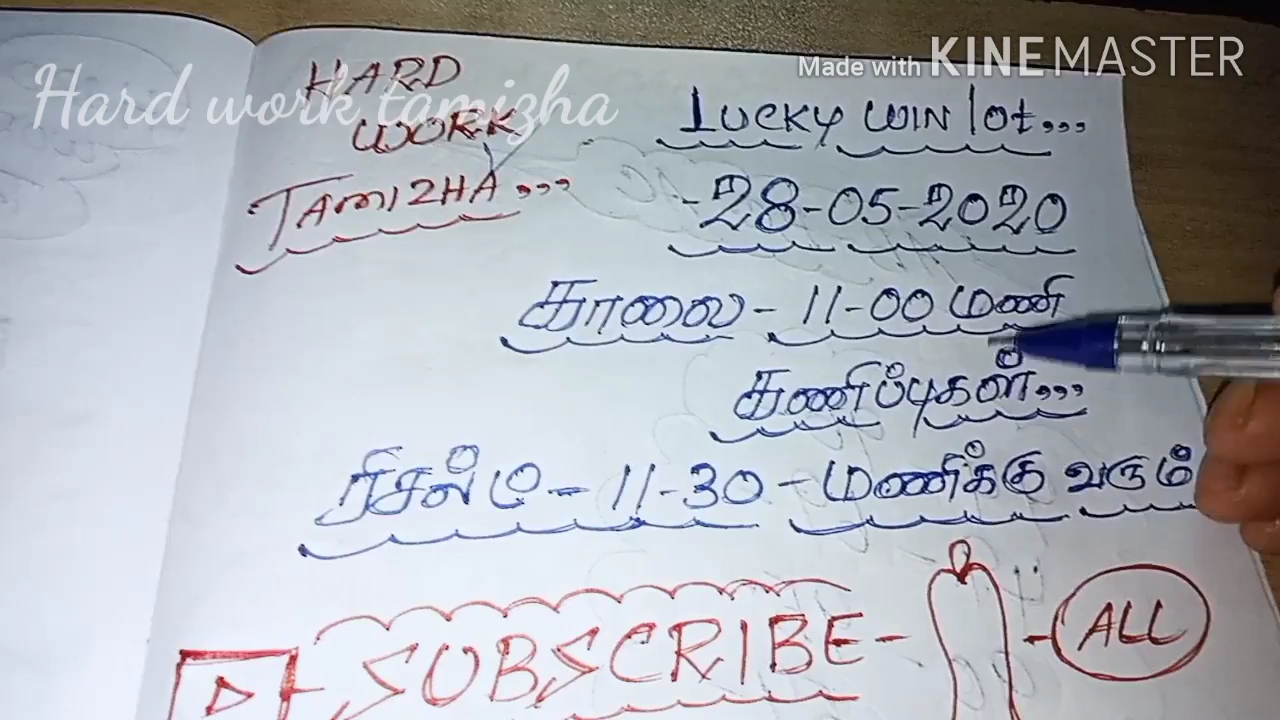 Made with KINEMASTER
Hard work tamizha
HARD
WORK
TAMIZHA,,,
LUCKY WIN lot...
-28-05-2020
காலை - 11-00 மணி
கணிப்புகள்,,,
ரிசல்ட் - 11-30 - மணிக்கு வரும்
SUBSCRIBE - - ALL